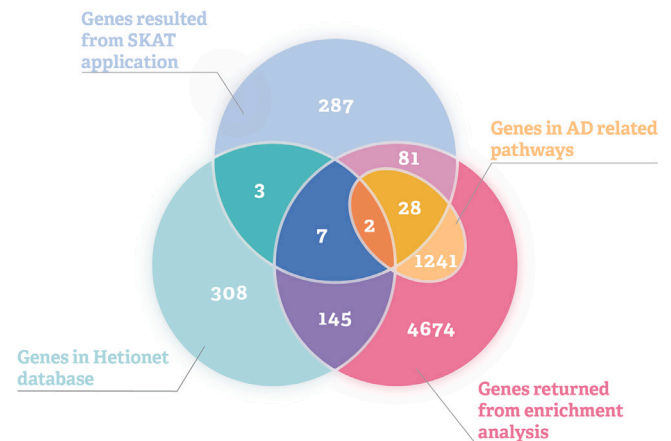 Genes resulted
from SKAT
application
287
Genes in AD related
pathways
81
3
28
7
2
1241
308
145
4674
Genes in Hetionet
database
Genes returned
from enrichment
analysis